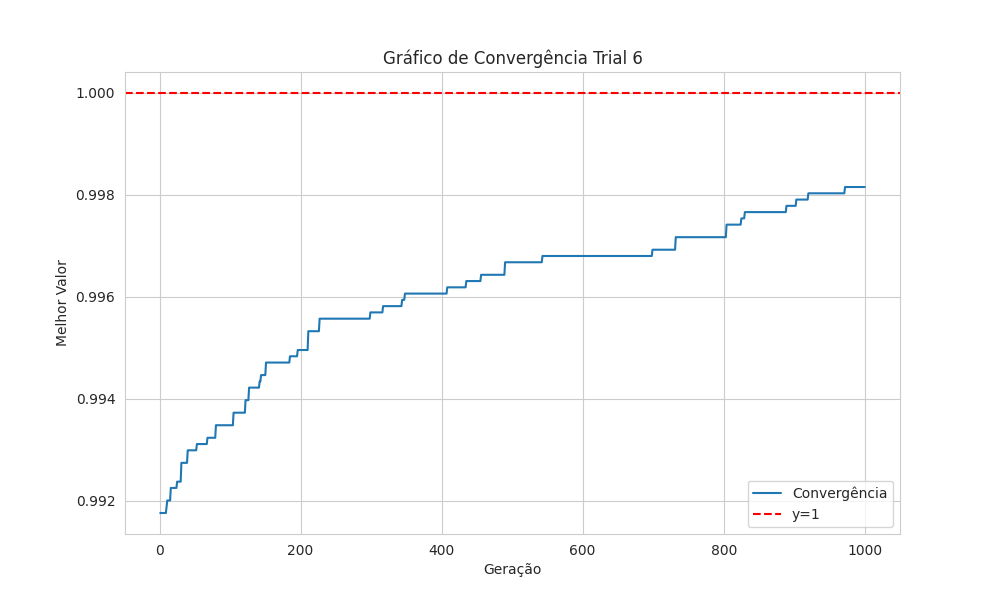 Gráfico de Convergência Trial 6
Melhor Valor
1.000
0.998
0.996
0.994
0.992
0 200 400 600 800 1000
Geração
Convergência
y=1